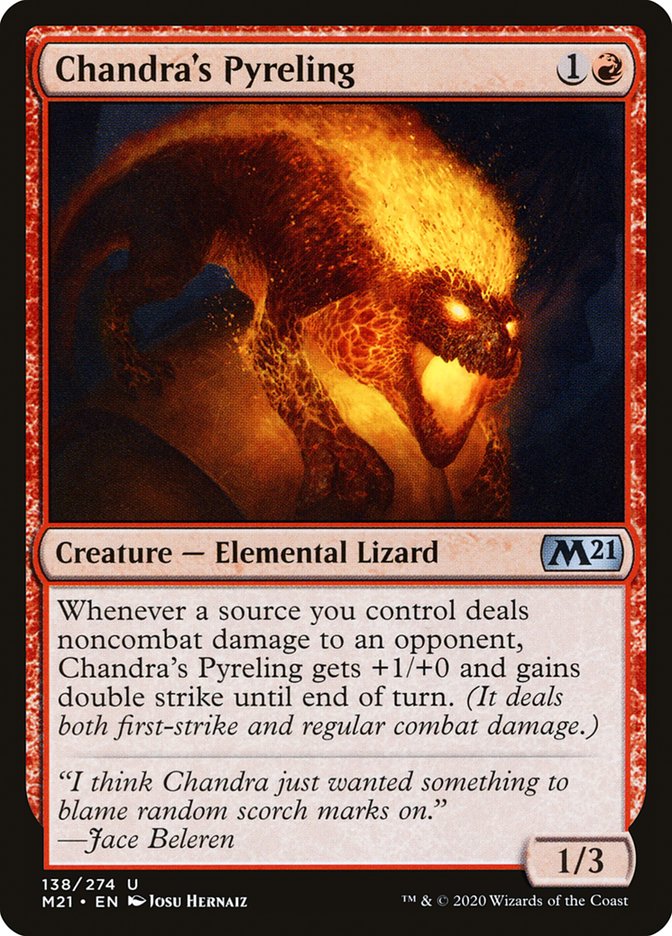 Chandra's Pyreling 1
Creature — Elemental Lizard M21
Whenever a source you control deals
noncombat damage to an opponent,
Chandra's Pyreling gets +1/+0 and gains
double strike until end of turn. (It deals
both first-strike and regular combat damage.)
“I think Chandra just wanted something to
blame random scorch marks on.”
—Jace Beleren
1/3
138/274 U
M21 • EN Josu Hernaiz
™ & © 2020 Wizards of the Coast